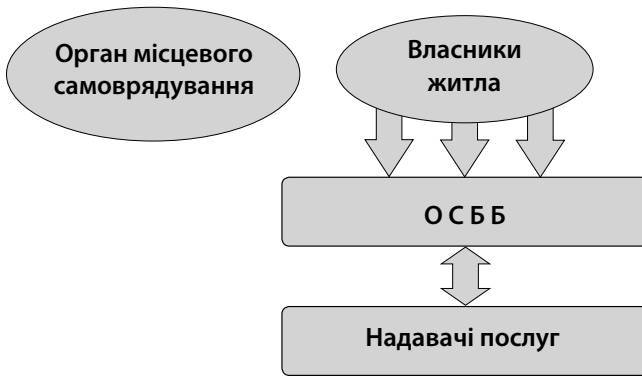 Орган місцевого
самоврядування
Власники
житла
О С Б Б
Надавачі послуг